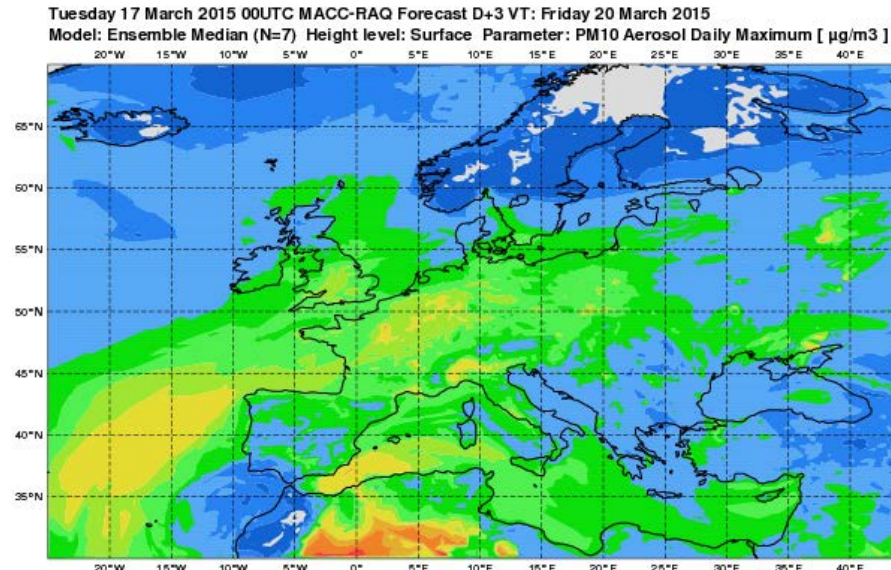 Tuesday 17 March 2015 00UTC MACC-RAQ Forecast D+3 VT: Friday 20 March 2015
Model: Ensemble Median (N=7) Height level: Surface Parameter: PM10 Aerosol Daily Maximum [ µg/m3 ]
20°W 15°W 10°W 5°W 0°E 5°E 10°E 15°E 20°E 25°E 30°E 35°E 40°E
65°N
60°N
55°N
50°N
45°N
40°N
35°N
20°W 15°W 10°W 5°W 0°E 5°E 10°E 15°E 20°E 25°E 30°E 35°E 40°E